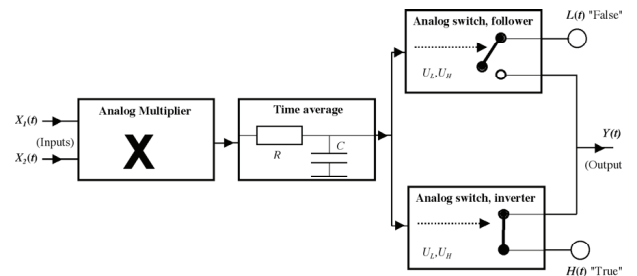 Analog switch, follower
L(t) "False"
U_L,U_H
Analog Multiplier
Time average
X_1(t)
(Inputs)
X_2(t)
X
R
C
Y(t)
(Output
Analog switch, inverter
U_L,U_H
H(t) "True"